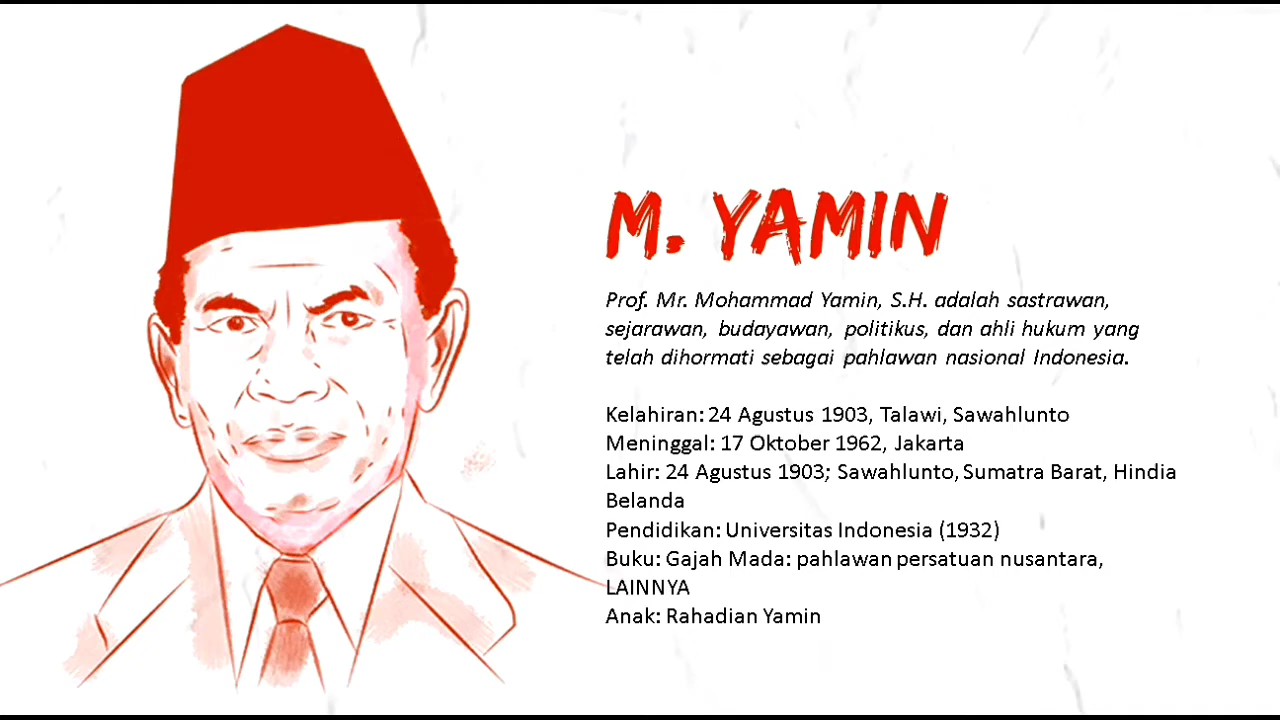 M. YAMIN
Prof. Mr. Mohammad Yamin, S.H. adalah sastrawan,
sejarawan, budayawan, politikus, dan ahli hukum yang
telah dihormati sebagai pahlawan nasional Indonesia.
Kelahiran: 24 Agustus 1903, Talawi, Sawahlunto
Meninggal: 17 Oktober 1962, Jakarta
Lahir: 24 Agustus 1903; Sawahlunto, Sumatra Barat, Hindia
Belanda
Pendidikan: Universitas Indonesia (1932)
Buku: Gajah Mada: pahlawan persatuan nusantara,
LAINNYA
Anak: Rahadian Yamin